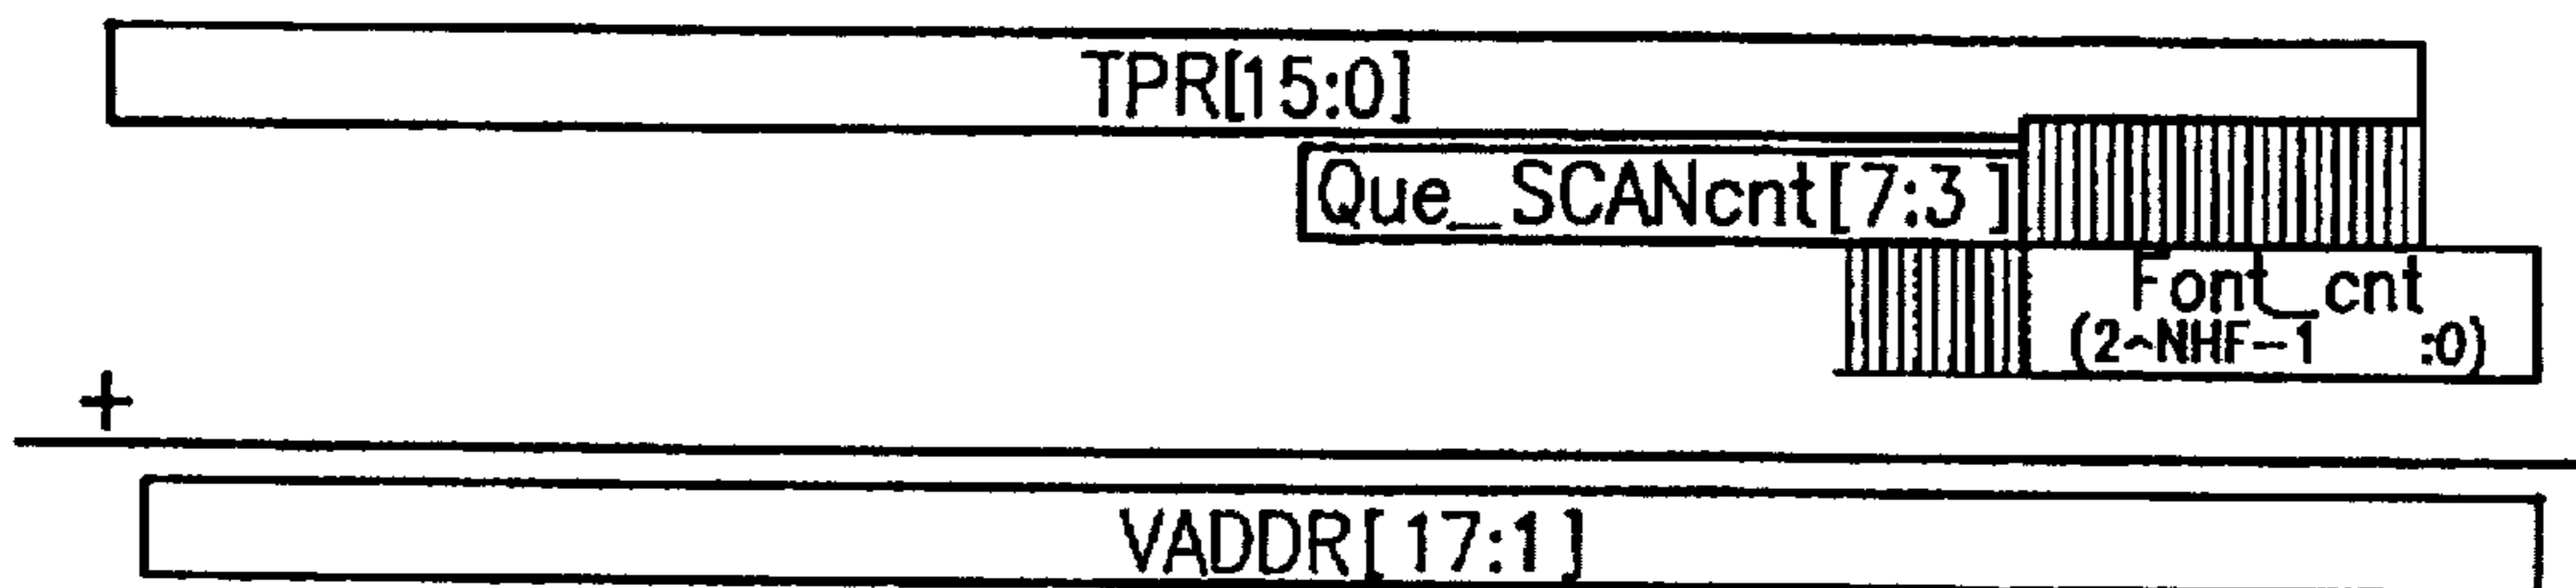 TPR[15:0]
Que_SCANcnt[7:3]
Font_cnt
(2^NHF-1 :0)
+
VADDR[17:1]